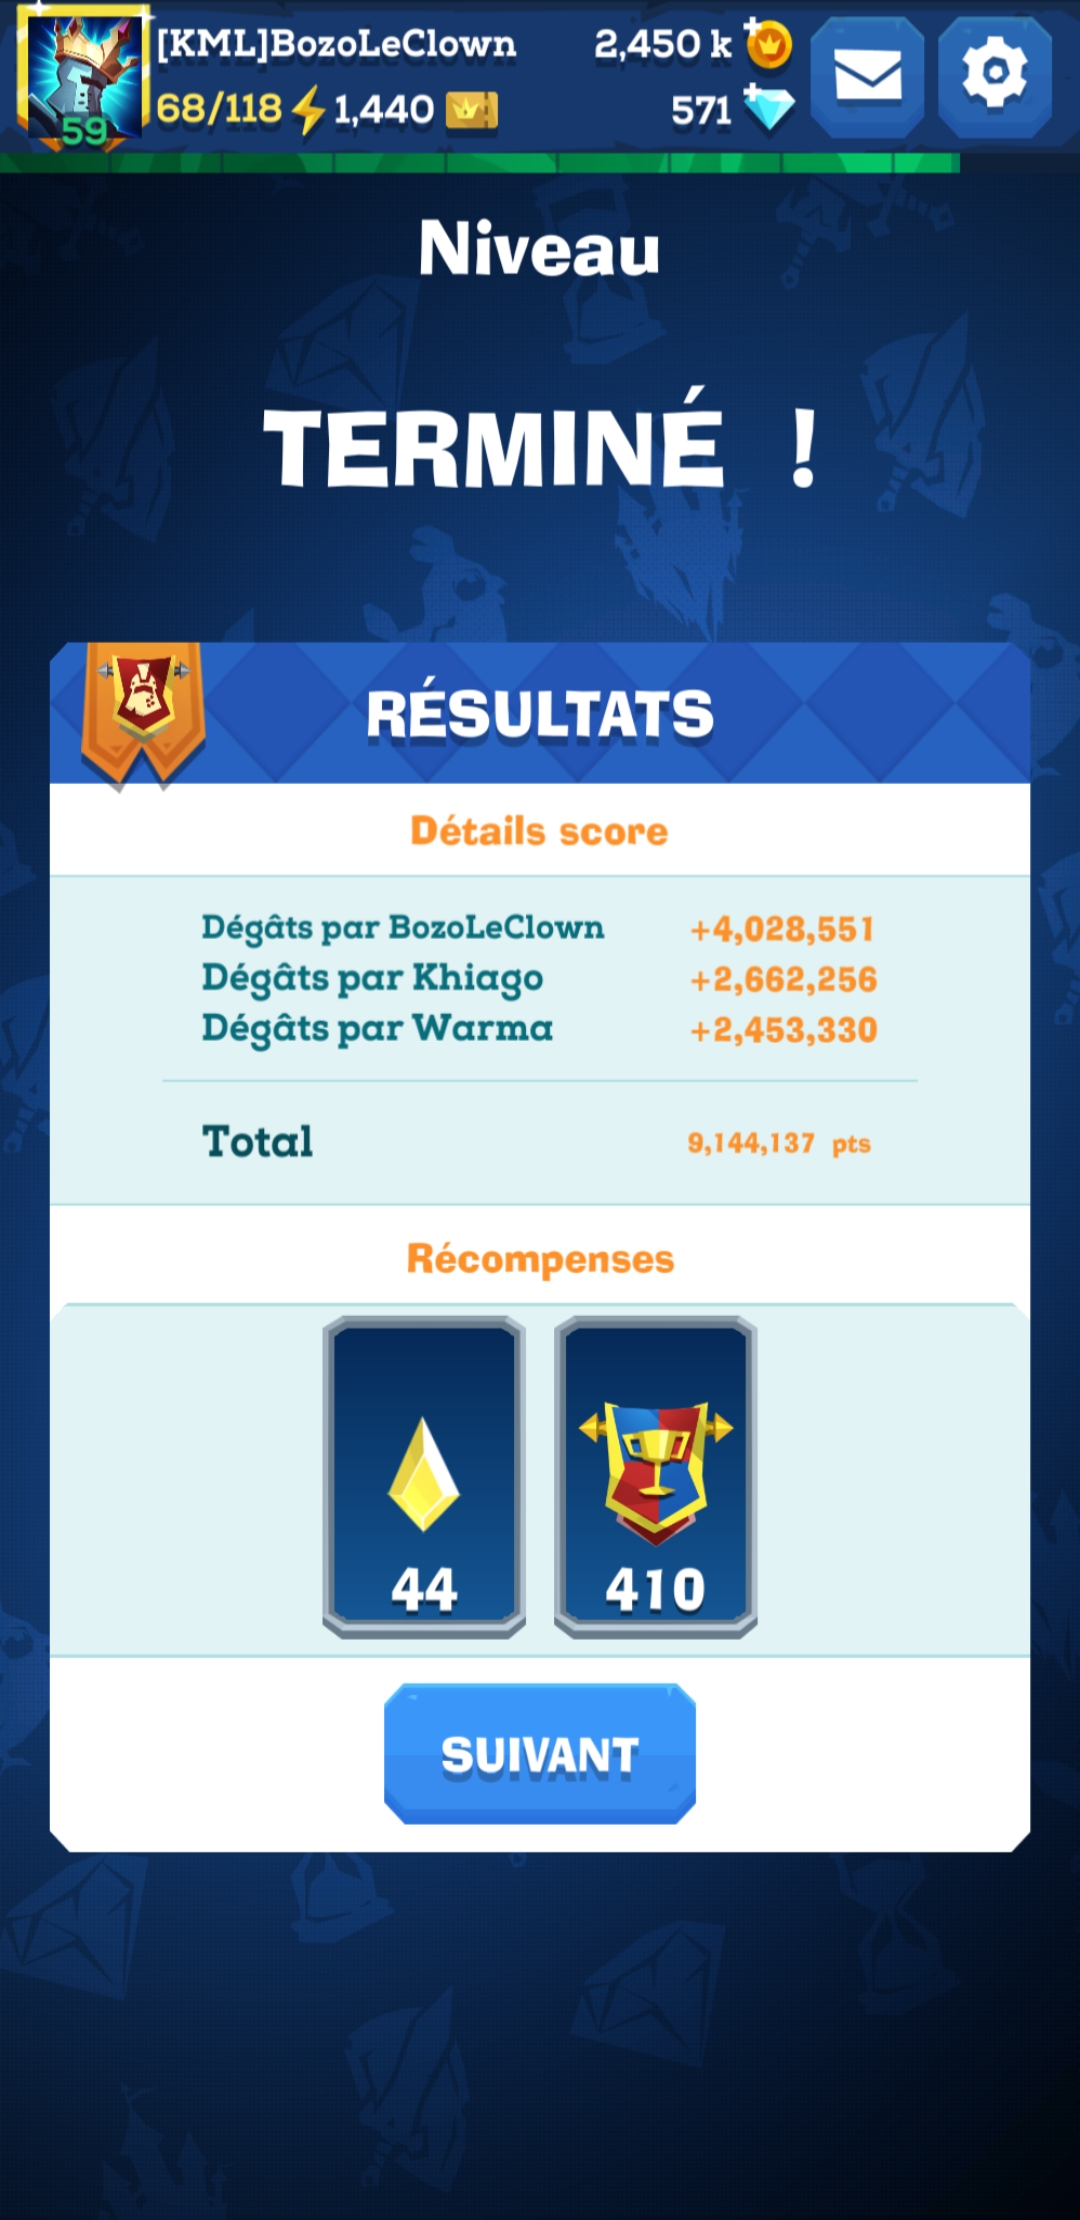 [KML]BozoLeClown 2,450 k
68/118 1,440 571
59
Niveau
TERMINÉ !
RÉSULTATS
Détails score
Dégâts par BozoLeClown +4,028,551
Dégâts par Khiago +2,662,256
Dégâts par Warma +2,453,330
Total 9,144,137 pts
Récompenses
44 410
SUIVANT